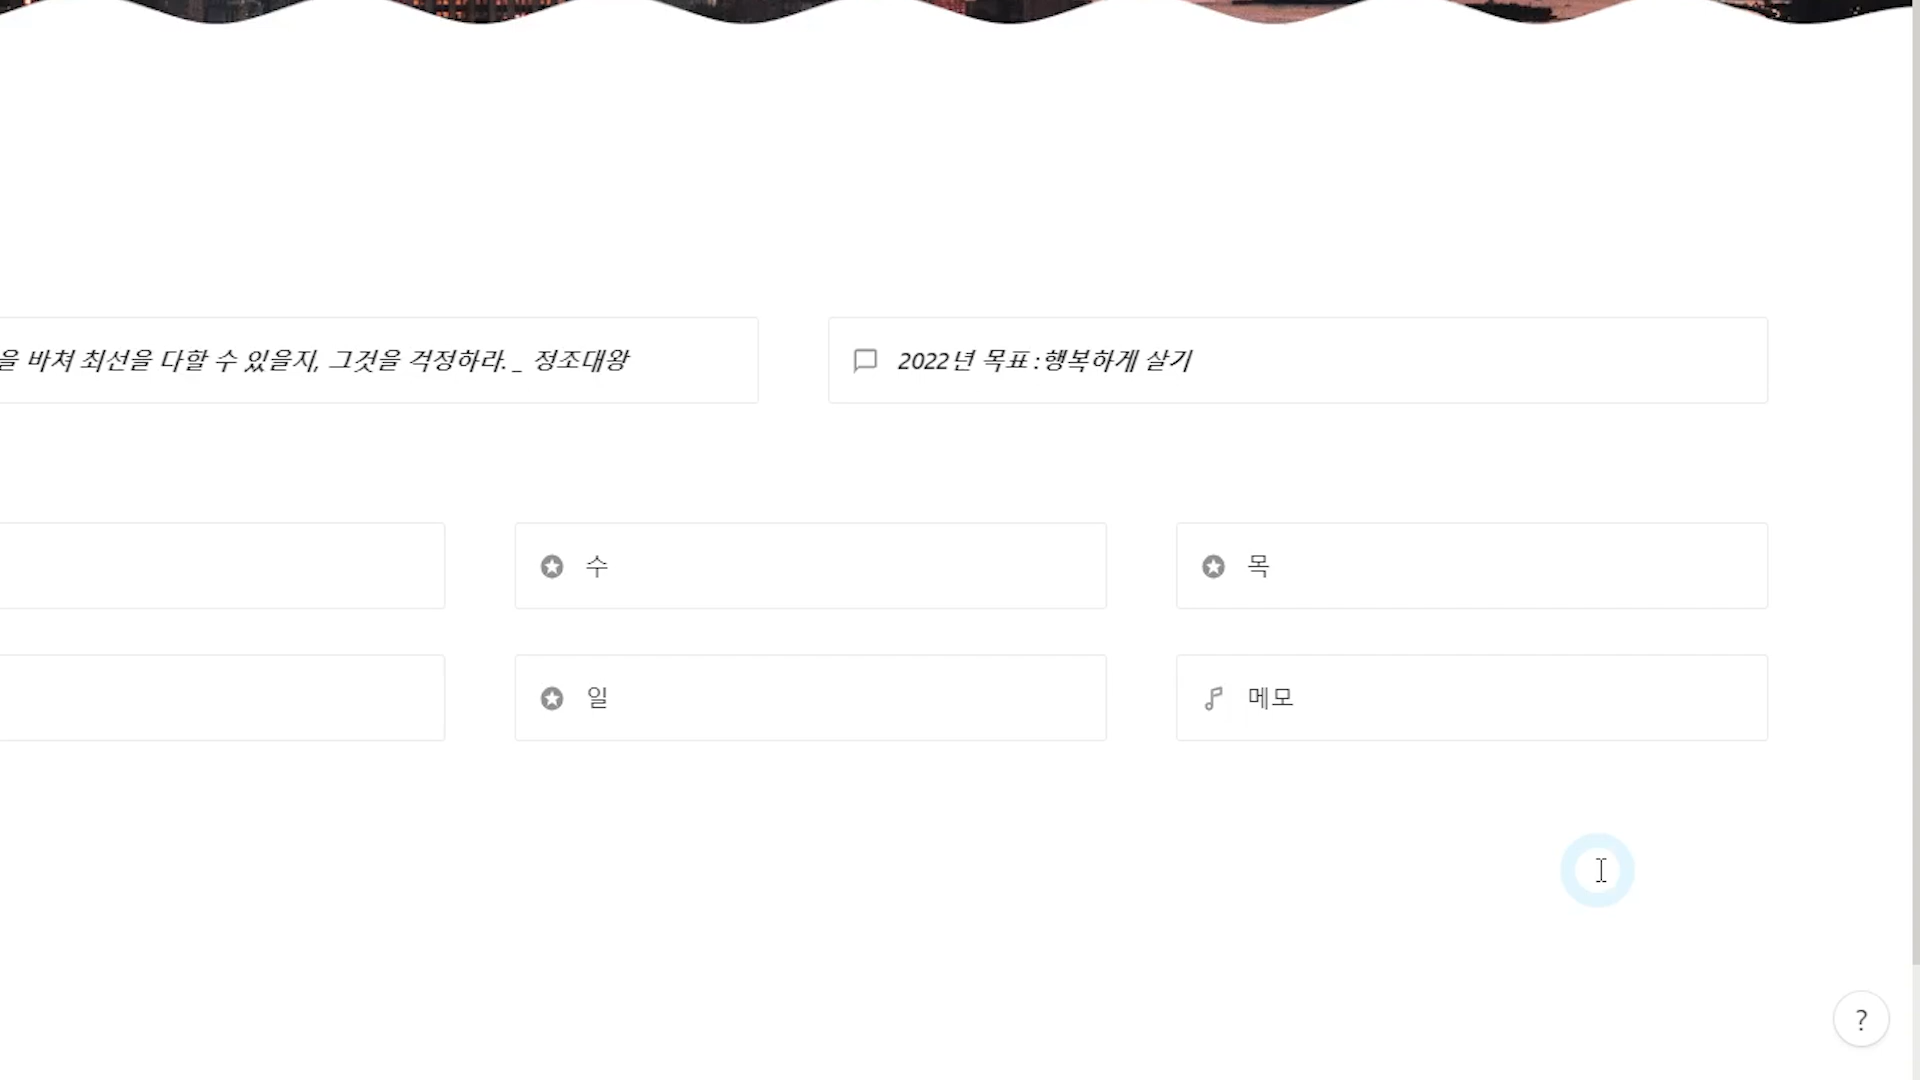 을 바쳐 최선을 다할 수 있을지, 그것을 걱정하라._ 정조대왕
2022년 목표 : 행복하게 살기
수
목
일
메모
?